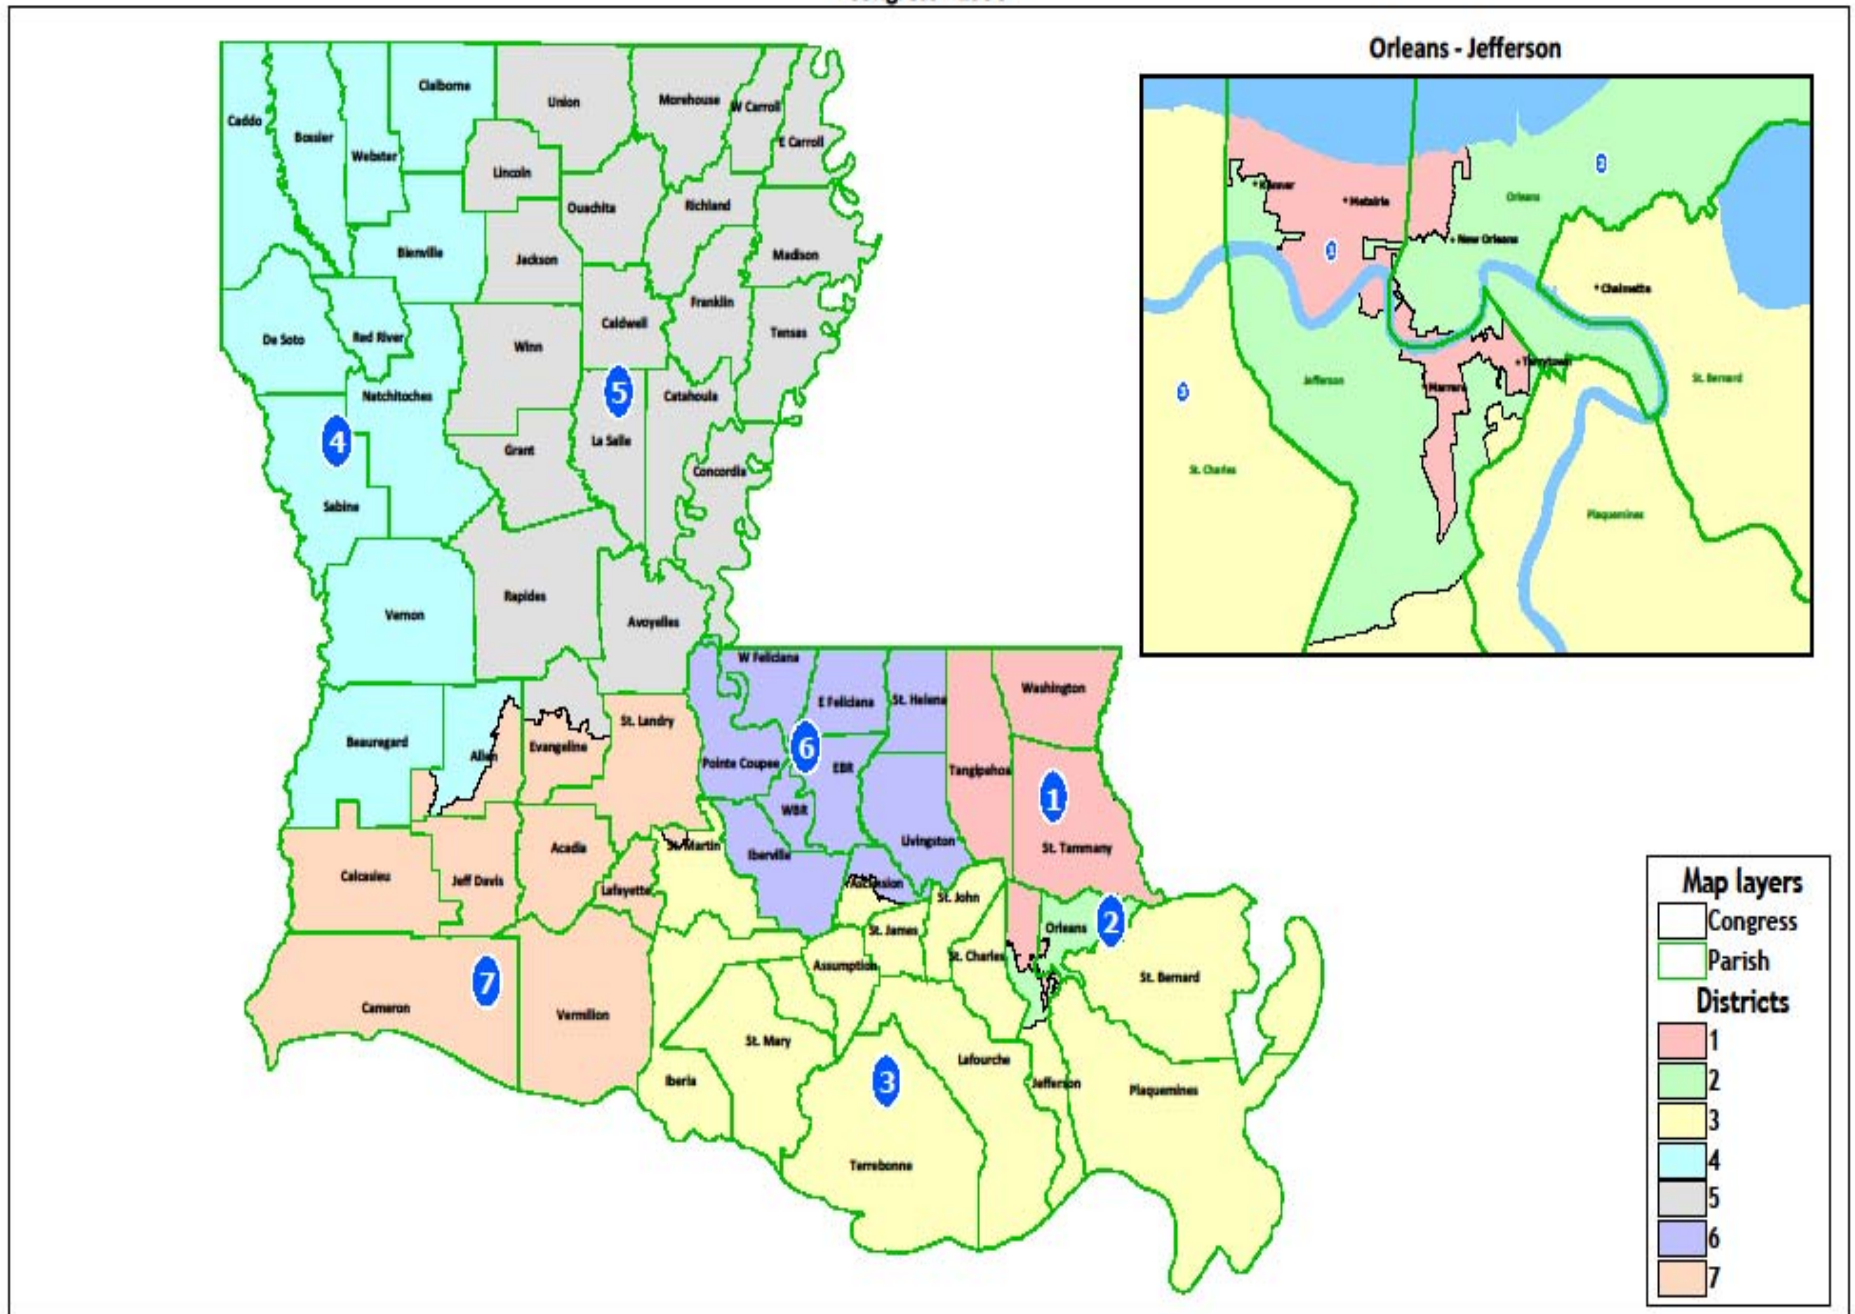 Orleans - Jefferson
Kenner
Metairie
New Orleans
Chalmette
Terrytown
Marrero
Orleans
Jefferson
St. Bernard
St. Charles
Plaquemines
1
2
3
Caddo
Bossier
Webster
Claiborne
Union
Morehouse
W Carroll
E Carroll
Lincoln
Ouachita
Richland
Bienville
Jackson
Madison
Franklin
De Soto
Red River
Caldwell
Tensas
Winn
Natchitoches
Catahoula
4
5
La Salle
Grant
Concordia
Sabine
Rapides
Vernon
Avoyelles
W Feliciana
E Feliciana
St. Helena
Washington
St. Landry
Beauregard
Allen
Evangeline
6
Pointe Coupee
EBR
Tangipahoa
1
WBR
St. Martin
Iberville
Livingston
St. Tammany
Acadia
Calcasieu
Jeff Davis
Lafayette
Ascension
St. John
St. James
Orleans
2
St. Charles
Assumption
St. Bernard
7
Cameron
Vermilion
St. Mary
Lafourche
Iberia
3
Jefferson
Plaquemines
Terrebonne
Map layers
Congress
Parish
Districts
1
2
3
4
5
6
7